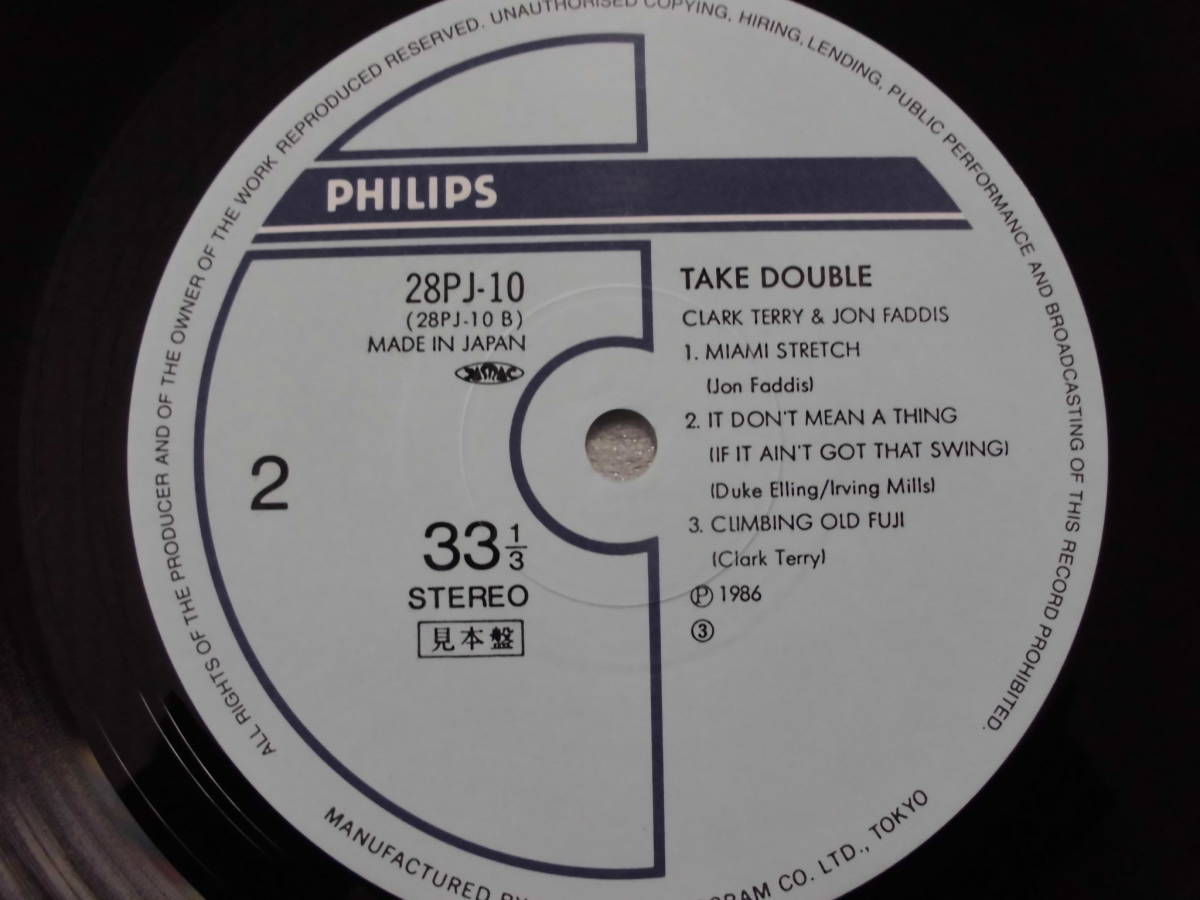 ALL RIGHTS OF THE PRODUCER AND OF THE OWNER OF THE WORK REPRODUCED RESERVED. UNAUTHORISED COPYING, HIRING, LENDING, PUBLIC PERFORMANCE AND BROADCASTING OF THIS RECORD PROHIBITED.
PHILIPS
28PJ-10
(28PJ-10 B)
MADE IN JAPAN
2
33 1/3
STEREO
見本盤
TAKE DOUBLE
CLARK TERRY & JON FADDIS
1. MIAMI STRETCH
(Jon Faddis)
2. IT DON'T MEAN A THING
(IF IT AIN'T GOT THAT SWING)
(Duke Elling/Irving Mills)
3. CLIMBING OLD FUJI
(Clark Terry)
Ⓟ 1986
③
MANUFACTURED CO. LTD., TOKYO